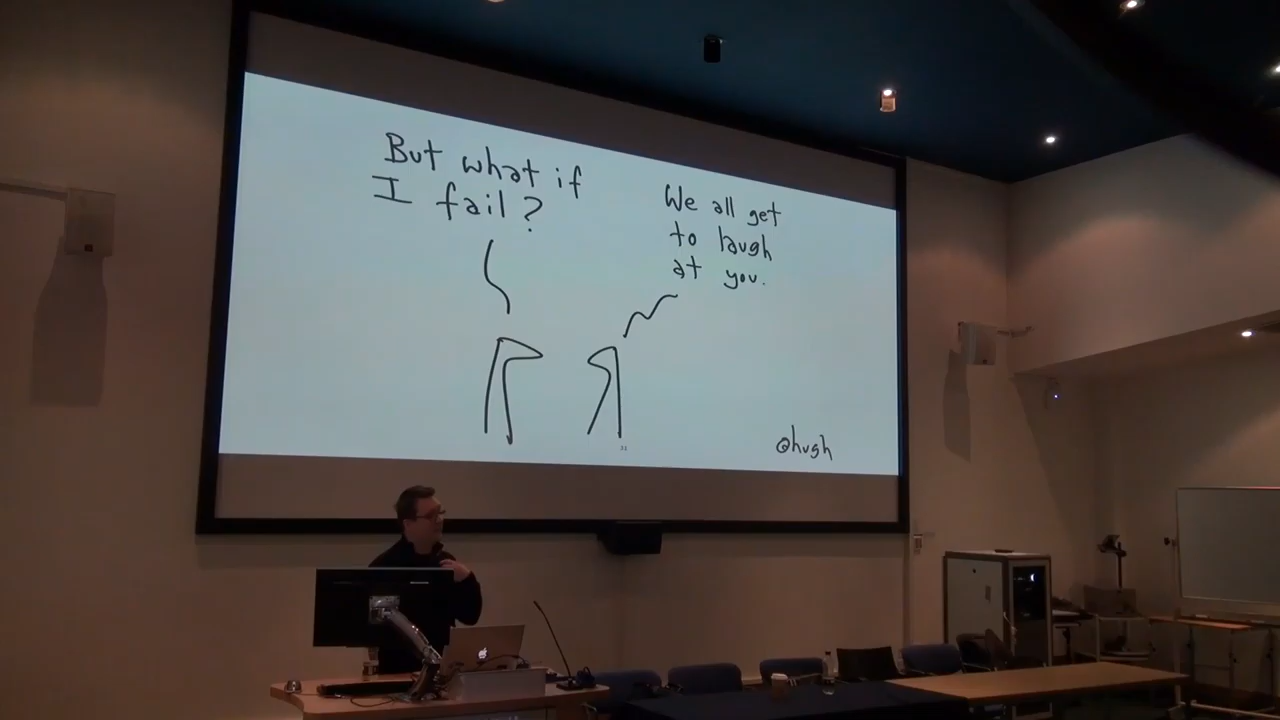 But what if
I fail?
We all get
to laugh
at you.
@hugh